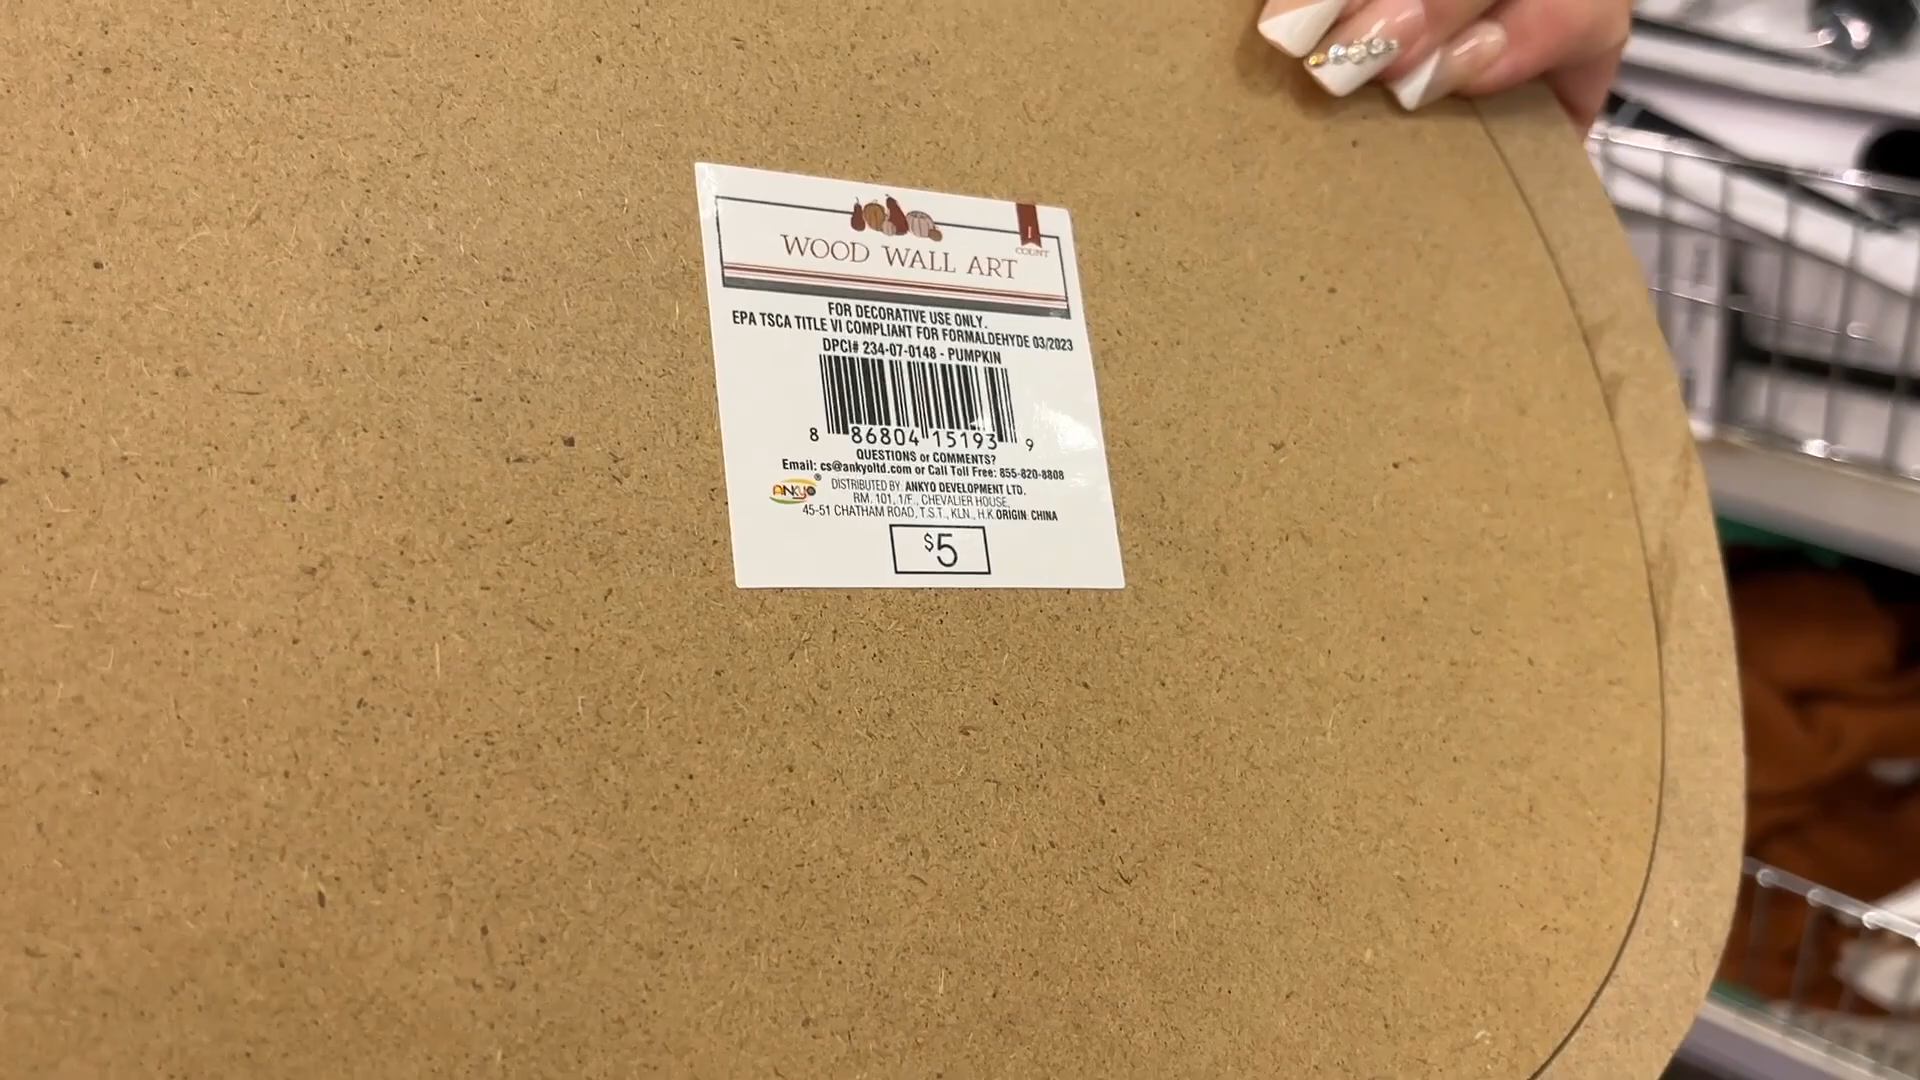 1
COUNT
WOOD WALL ART
FOR DECORATIVE USE ONLY.
EPA TSCA TITLE VI COMPLIANT FOR FORMALDEHYDE 03/2023
DPCI# 234-07-0148 - PUMPKIN
8 86804 15193 9
QUESTIONS or COMMENTS?
Email: cs@ankyoltd.com or Call Toll Free: 855-820-8808
ANKYO ® DISTRIBUTED BY: ANKYO DEVELOPMENT LTD.
RM. 101, 1/F., CHEVALIER HOUSE,
45-51 CHATHAM ROAD, T.S.T., KLN., H.K. ORIGIN: CHINA
$5